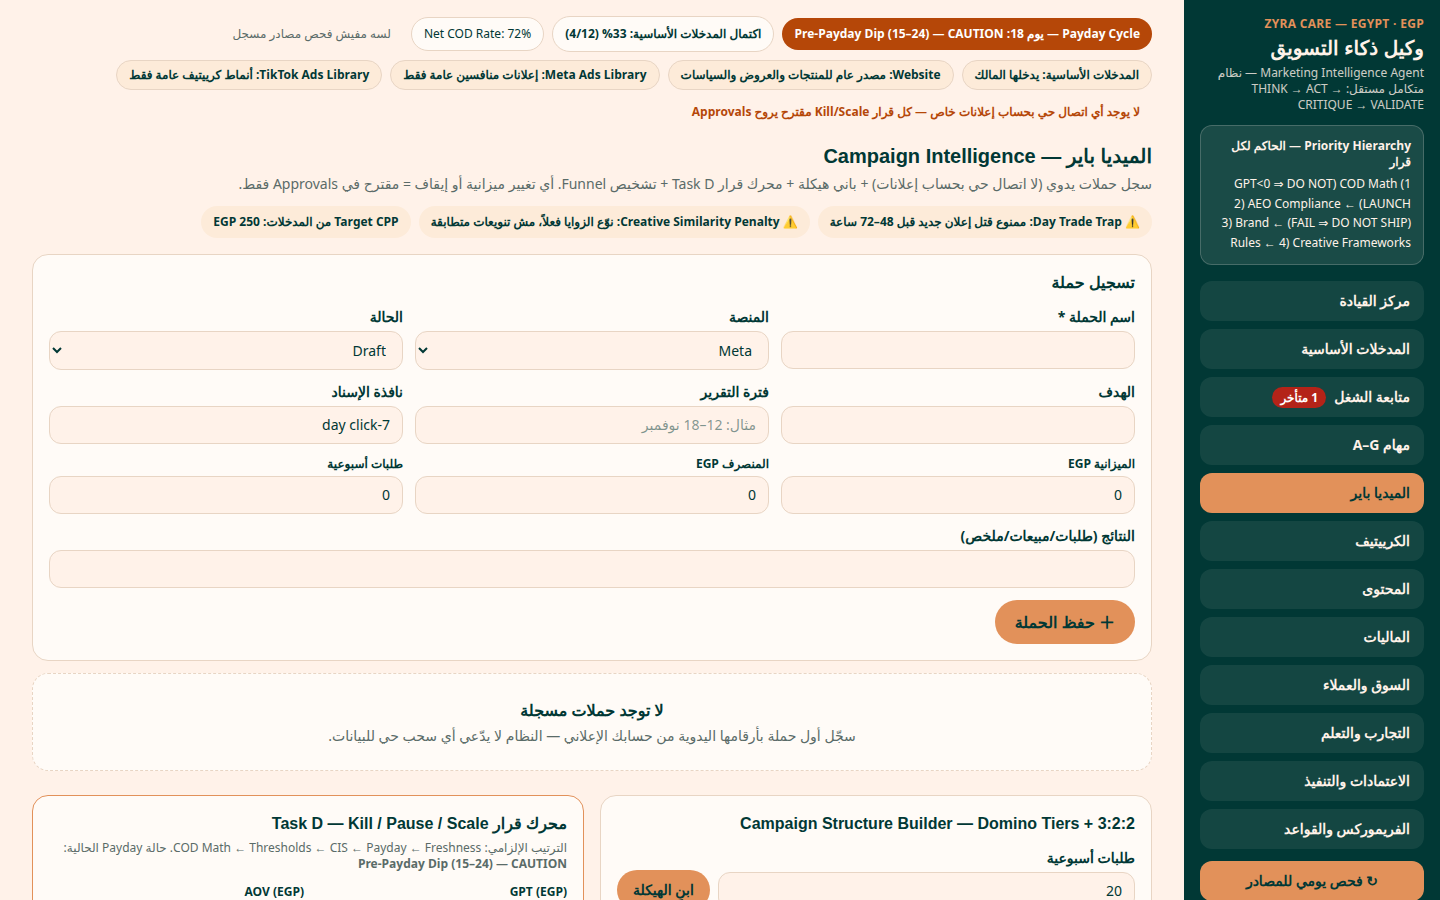 ZYRA CARE — EGYPT · EGP
وكيل ذكاء التسويق
Marketing Intelligence Agent — نظام
متكامل مستقل: THINK → ACT →
CRITIQUE → VALIDATE
Priority Hierarchy — الحاكم لكل
قرار
1) COD Math (GPT<0 ⇒ DO NOT
LAUNCH) ← 2) AEO Compliance
(FAIL ⇒ DO NOT SHIP) ← 3) Brand
Rules ← 4) Creative Frameworks
مركز القيادة
المدخلات الأساسية
متابعة الشغل 1 متأخر
مهام A–G
الميديا باير
الكرييتيف
المحتوى
الماليات
السوق والعملاء
التجارب والتعلم
الاعتمادات والتنفيذ
الفريموركس والقواعد
↻ فحص يومي للمصادر
Payday Cycle — يوم 18: Pre-Payday Dip (15–24) — CAUTION
اكتمال المدخلات الأساسية: 33% (4/12)
Net COD Rate: 72%
لسه مفيش فحص مصادر مسجل
المدخلات الأساسية: يدخلها المالك
Website: مصدر عام للمنتجات والعروض والسياسات
Meta Ads Library: إعلانات منافسين عامة فقط
TikTok Ads Library: أنماط كرييتيف عامة فقط
لا يوجد أي اتصال حي بحساب إعلانات خاص — كل قرار Kill/Scale مقترح يروح Approvals
الميديا باير — Campaign Intelligence
سجل حملات يدوي (لا اتصال حي بحساب إعلانات) + باني هيكلة + محرك قرار Task D + تشخيص Funnel. أي تغيير ميزانية أو إيقاف = مقترح في Approvals فقط.
⚠️ Day Trade Trap: ممنوع قتل إعلان جديد قبل 48–72 ساعة
⚠️ Creative Similarity Penalty: نوّع الزوايا فعلاً، مش تنويعات متطابقة
Target CPP من المدخلات: 250 EGP
تسجيل حملة
اسم الحملة *
المنصة
الحالة
Meta
Draft
الهدف
فترة التقرير
نافذة الإسناد
مثال: 12–18 نوفمبر
7-day click
الميزانية EGP
المنصرف EGP
طلبات أسبوعية
0
0
0
النتائج (طلبات/مبيعات/ملخص)
＋ حفظ الحملة
لا توجد حملات مسجلة
سجّل أول حملة بأرقامها اليدوية من حسابك الإعلاني — النظام لا يدّعي أي سحب حي للبيانات.
Campaign Structure Builder — Domino Tiers + 3:2:2
طلبات أسبوعية
20
ابنِ الهيكلة
محرك قرار Task D — Kill / Pause / Scale
الترتيب الإلزامي: COD Math ← Thresholds ← CIS ← Payday ← Freshness. حالة Payday الحالية:
Pre-Payday Dip (15–24) — CAUTION
GPT (EGP)
AOV (EGP)